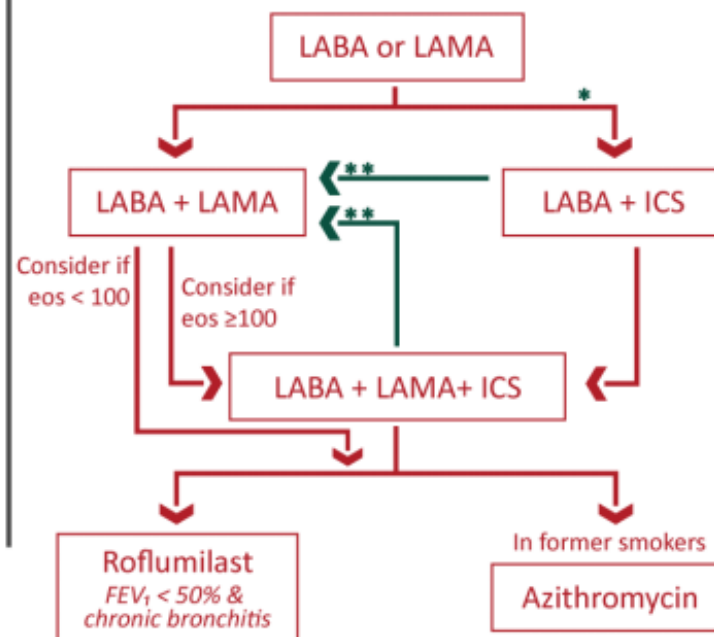 LABA or LAMA
*
LABA + LAMA
**
**
LABA + ICS
Consider if
eos < 100
Consider if
eos ≥100
LABA + LAMA+ ICS
Roflumilast
FEV₁ < 50% &
chronic bronchitis
In former smokers
Azithromycin